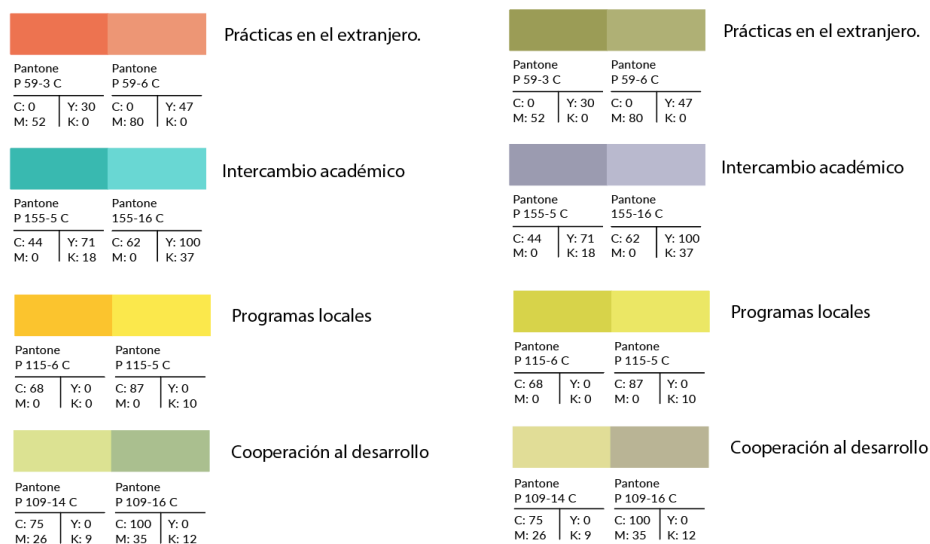 Prácticas en el extranjero.
Pantone
P 59-3 C
C: 0
Y: 30
M: 52
K: 0
Pantone
P 59-6 C
C: 0
Y: 47
M: 80
K: 0
Intercambio académico
Pantone
P 155-5 C
C: 44
Y: 71
M: 0
K: 18
Pantone
155-16 C
C: 62
Y: 100
M: 0
K: 37
Programas locales
Pantone
P 115-6 C
C: 68
Y: 0
M: 0
K: 0
Pantone
P 115-5 C
C: 87
Y: 0
M: 0
K: 10
Cooperación al desarrollo
Pantone
P 109-14 C
C: 75
Y: 0
M: 26
K: 9
Pantone
P 109-16 C
C: 100
Y: 0
M: 35
K: 12
Prácticas en el extranjero.
Pantone
P 59-3 C
C: 0
Y: 30
M: 52
K: 0
Pantone
P 59-6 C
C: 0
Y: 47
M: 80
K: 0
Intercambio académico
Pantone
P 155-5 C
C: 44
Y: 71
M: 0
K: 18
Pantone
155-16 C
C: 62
Y: 100
M: 0
K: 37
Programas locales
Pantone
P 115-6 C
C: 68
Y: 0
M: 0
K: 0
Pantone
P 115-5 C
C: 87
Y: 0
M: 0
K: 10
Cooperación al desarrollo
Pantone
P 109-14 C
C: 75
Y: 0
M: 26
K: 9
Pantone
P 109-16 C
C: 100
Y: 0
M: 35
K: 12